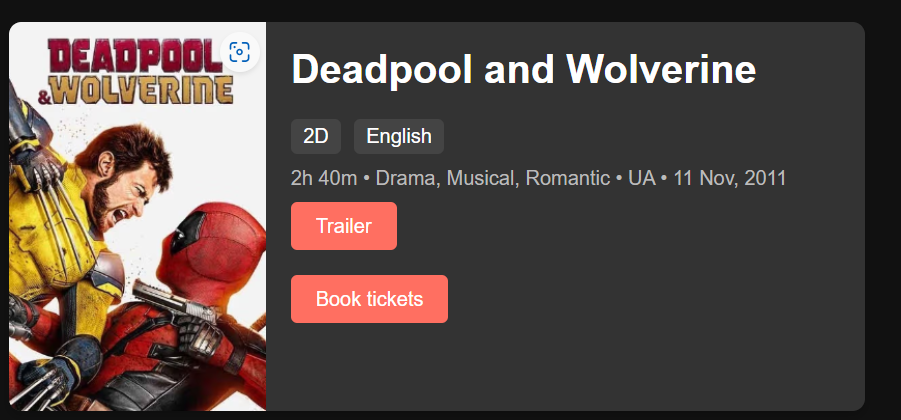 DEADPOOL
&WOLVERINE
Deadpool and Wolverine
2D English
2h 40m • Drama, Musical, Romantic • UA • 11 Nov, 2011
Trailer
Book tickets